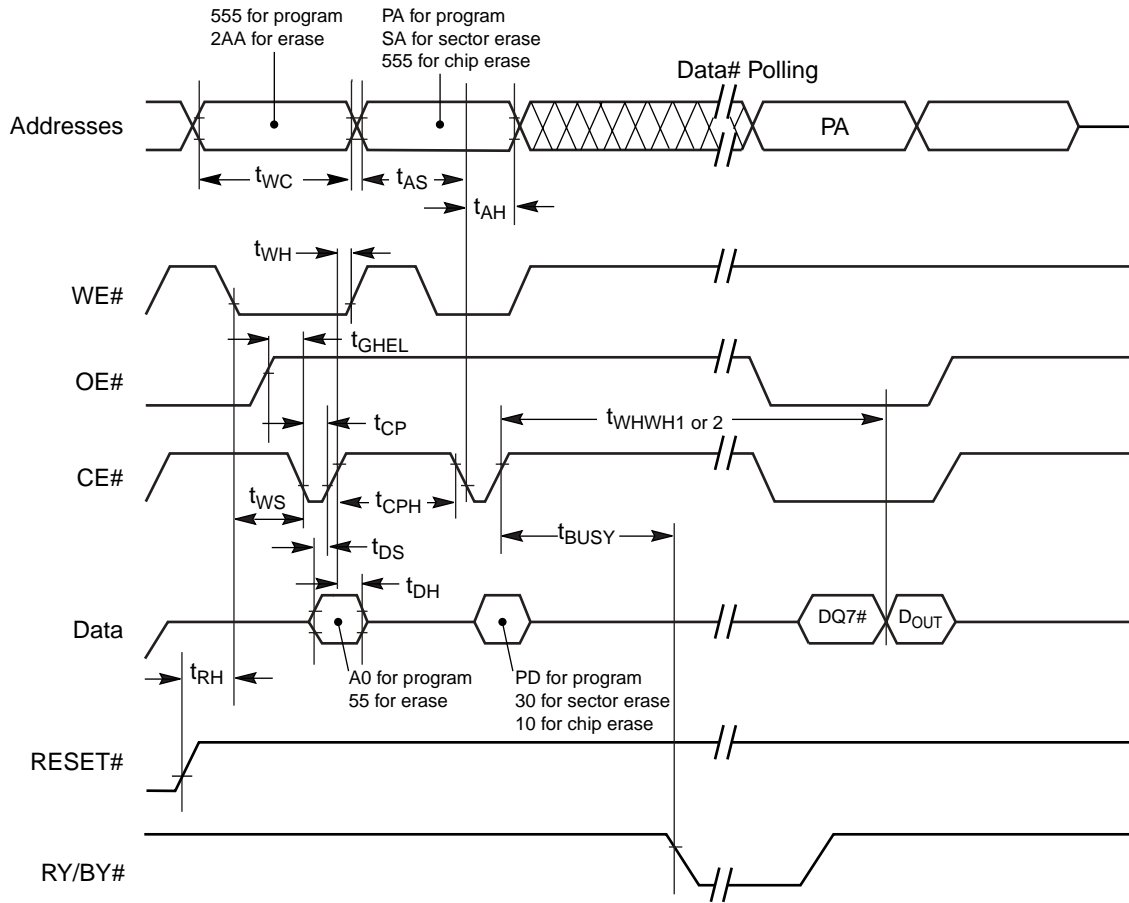 555 for program
2AA for erase
PA for program
SA for sector erase
555 for chip erase
Data# Polling
Addresses
PA
tWC
tAS
tAH
tWH
WE#
tGHEL
OE#
tWHWH1 or 2
tCP
CE#
tWS
tCPH
tBUSY
tDS
tDH
Data
DQ7#
DOUT
tRH
A0 for program
55 for erase
PD for program
30 for sector erase
10 for chip erase
RESET#
RY/BY#